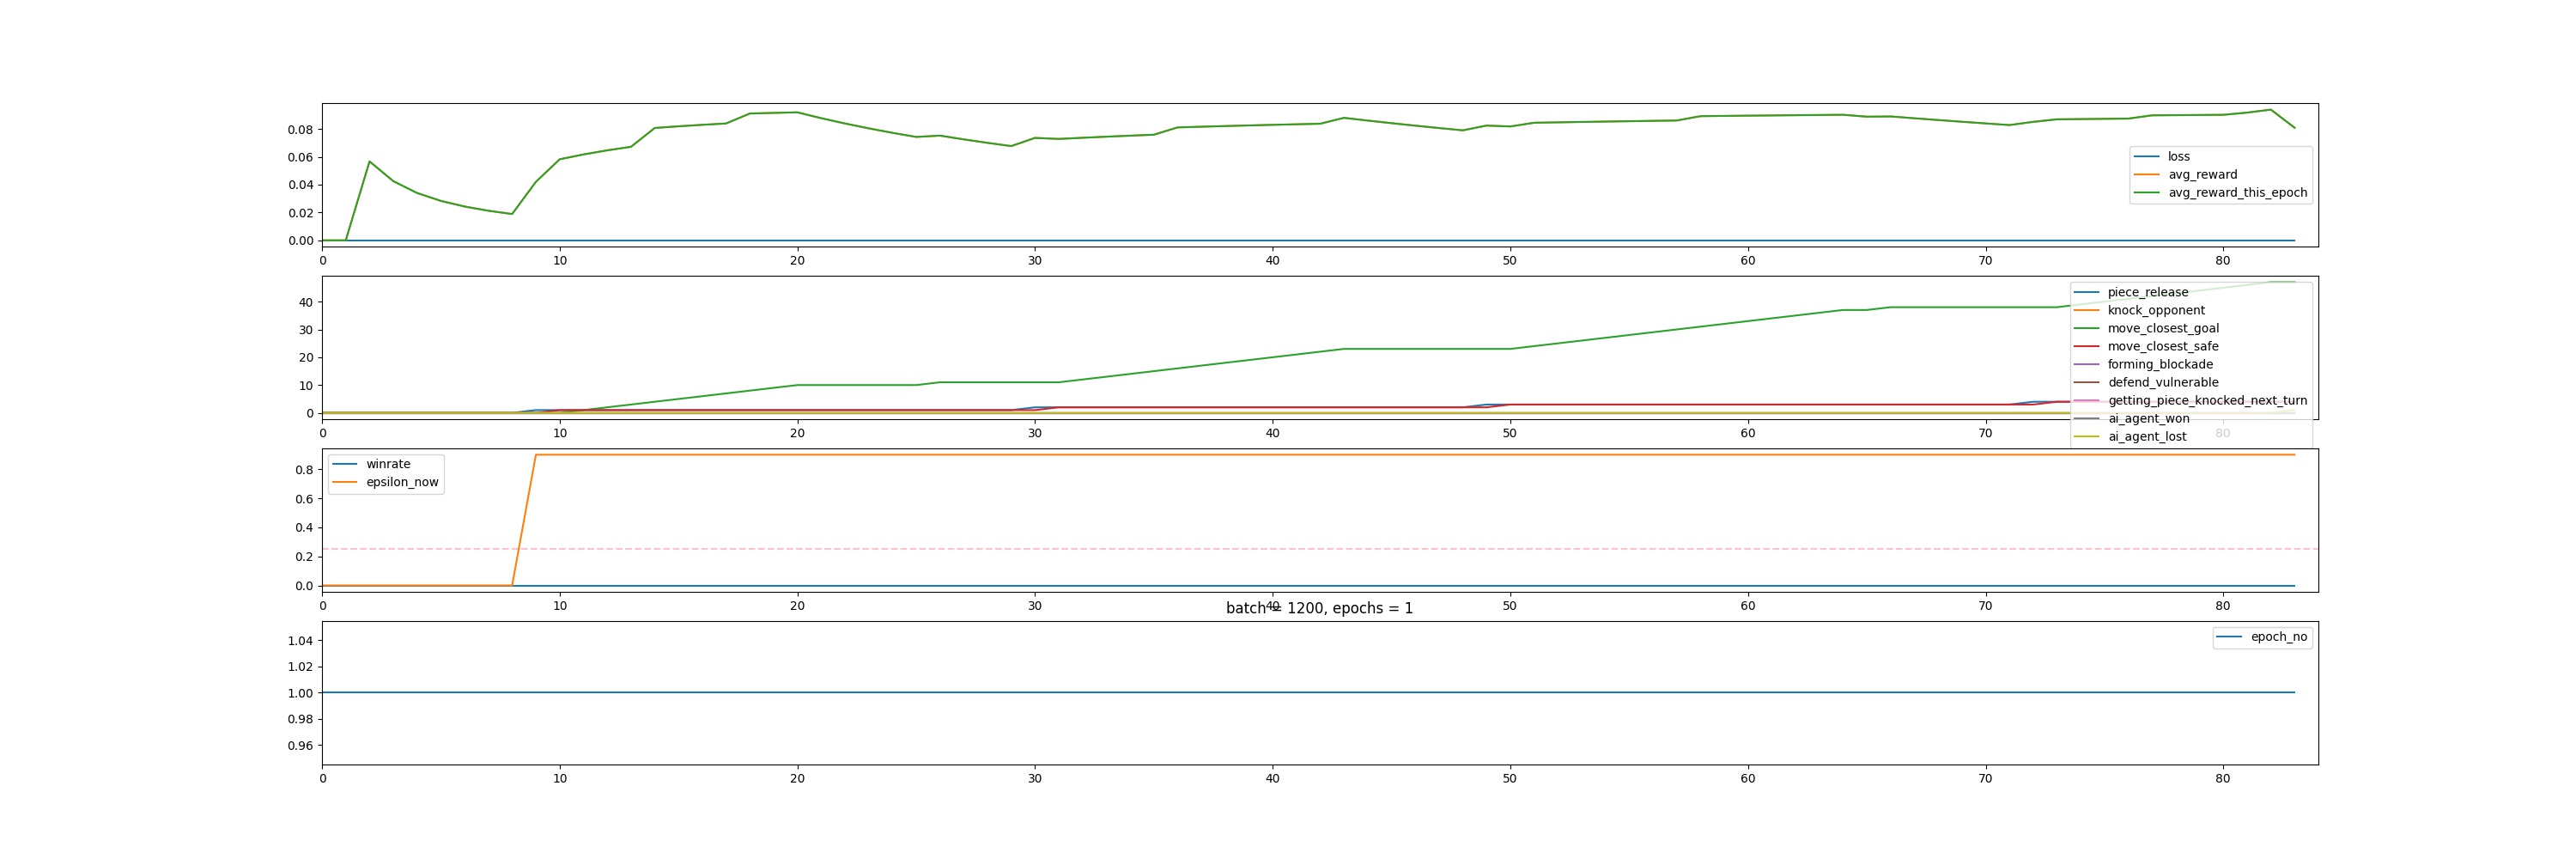 0.08
0.06
0.04
0.02
0.00
loss
avg_reward
avg_reward_this_epoch
0 10 20 30 40 50 60 70 80
40
30
20
10
0
piece_release
knock_opponent
move_closest_goal
move_closest_safe
forming_blockade
defend_vulnerable
getting_piece_knocked_next_turn
ai_agent_won
ai_agent_lost
0 10 20 30 40 50 60 70 80
0.8
0.6
0.4
0.2
0.0
winrate
epsilon_now
0 10 20 30 40 50 60 70 80
batch = 1200, epochs = 1
1.04
1.02
1.00
0.98
0.96
epoch_no
0 10 20 30 40 50 60 70 80